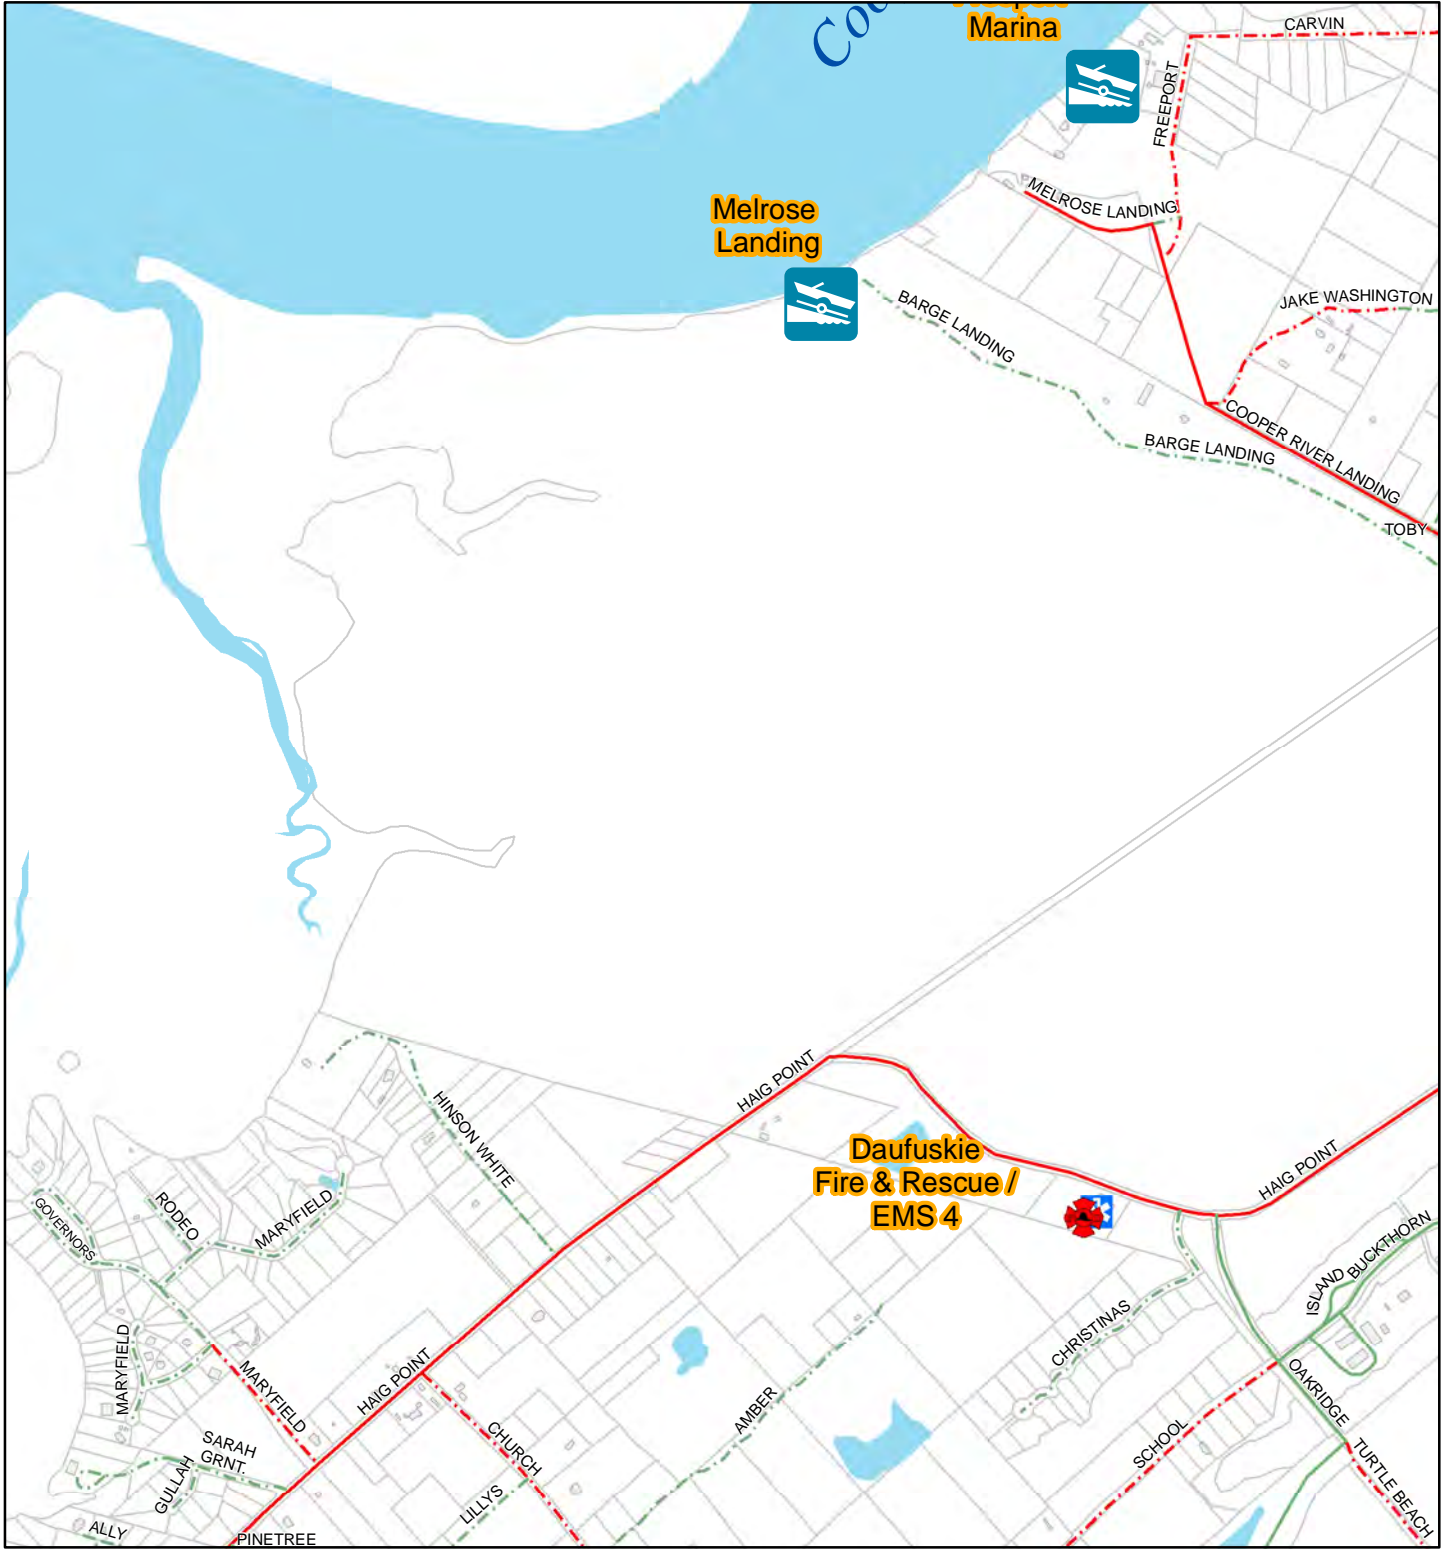 Marina
CARVIN
FREEPORT
MELROSE LANDING
Melrose
Landing
BARGE LANDING
JAKE WASHINGTON
COOPER RIVER LANDING
BARGE LANDING
TOBY
HAIG POINT
HINSON WHITE
Daufuskie
Fire & Rescue /
EMS 4
HAIG POINT
GOVERNORS
RODEO
MARYFIELD
BUCKTHORN
ISLAND
CHRISTINAS
MARYFIELD
MARYFIELD
HAIG POINT
AMBER
OAKRIDGE
SCHOOL
TURTLE BEACH
CHURCH
SARAH
GRNT.
GULLAH
LILLYS
ALLY
PINETREE